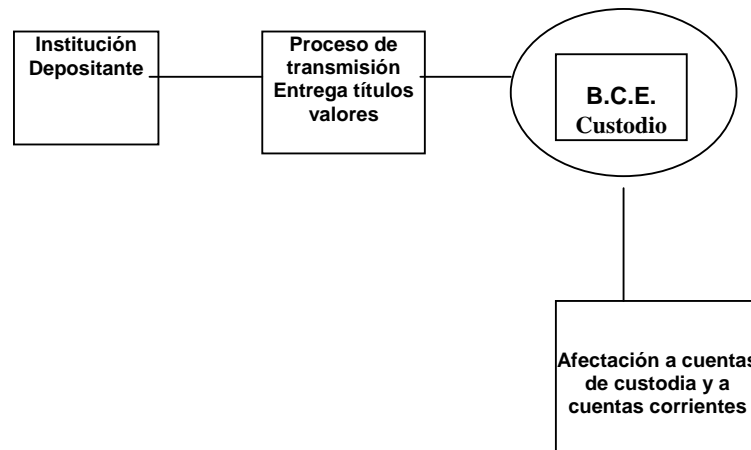 Institución
Depositante
Proceso de
transmisión
Entrega títulos
valores
B.C.E.
Custodio
Afectación a cuentas
de custodia y a
cuentas corrientes